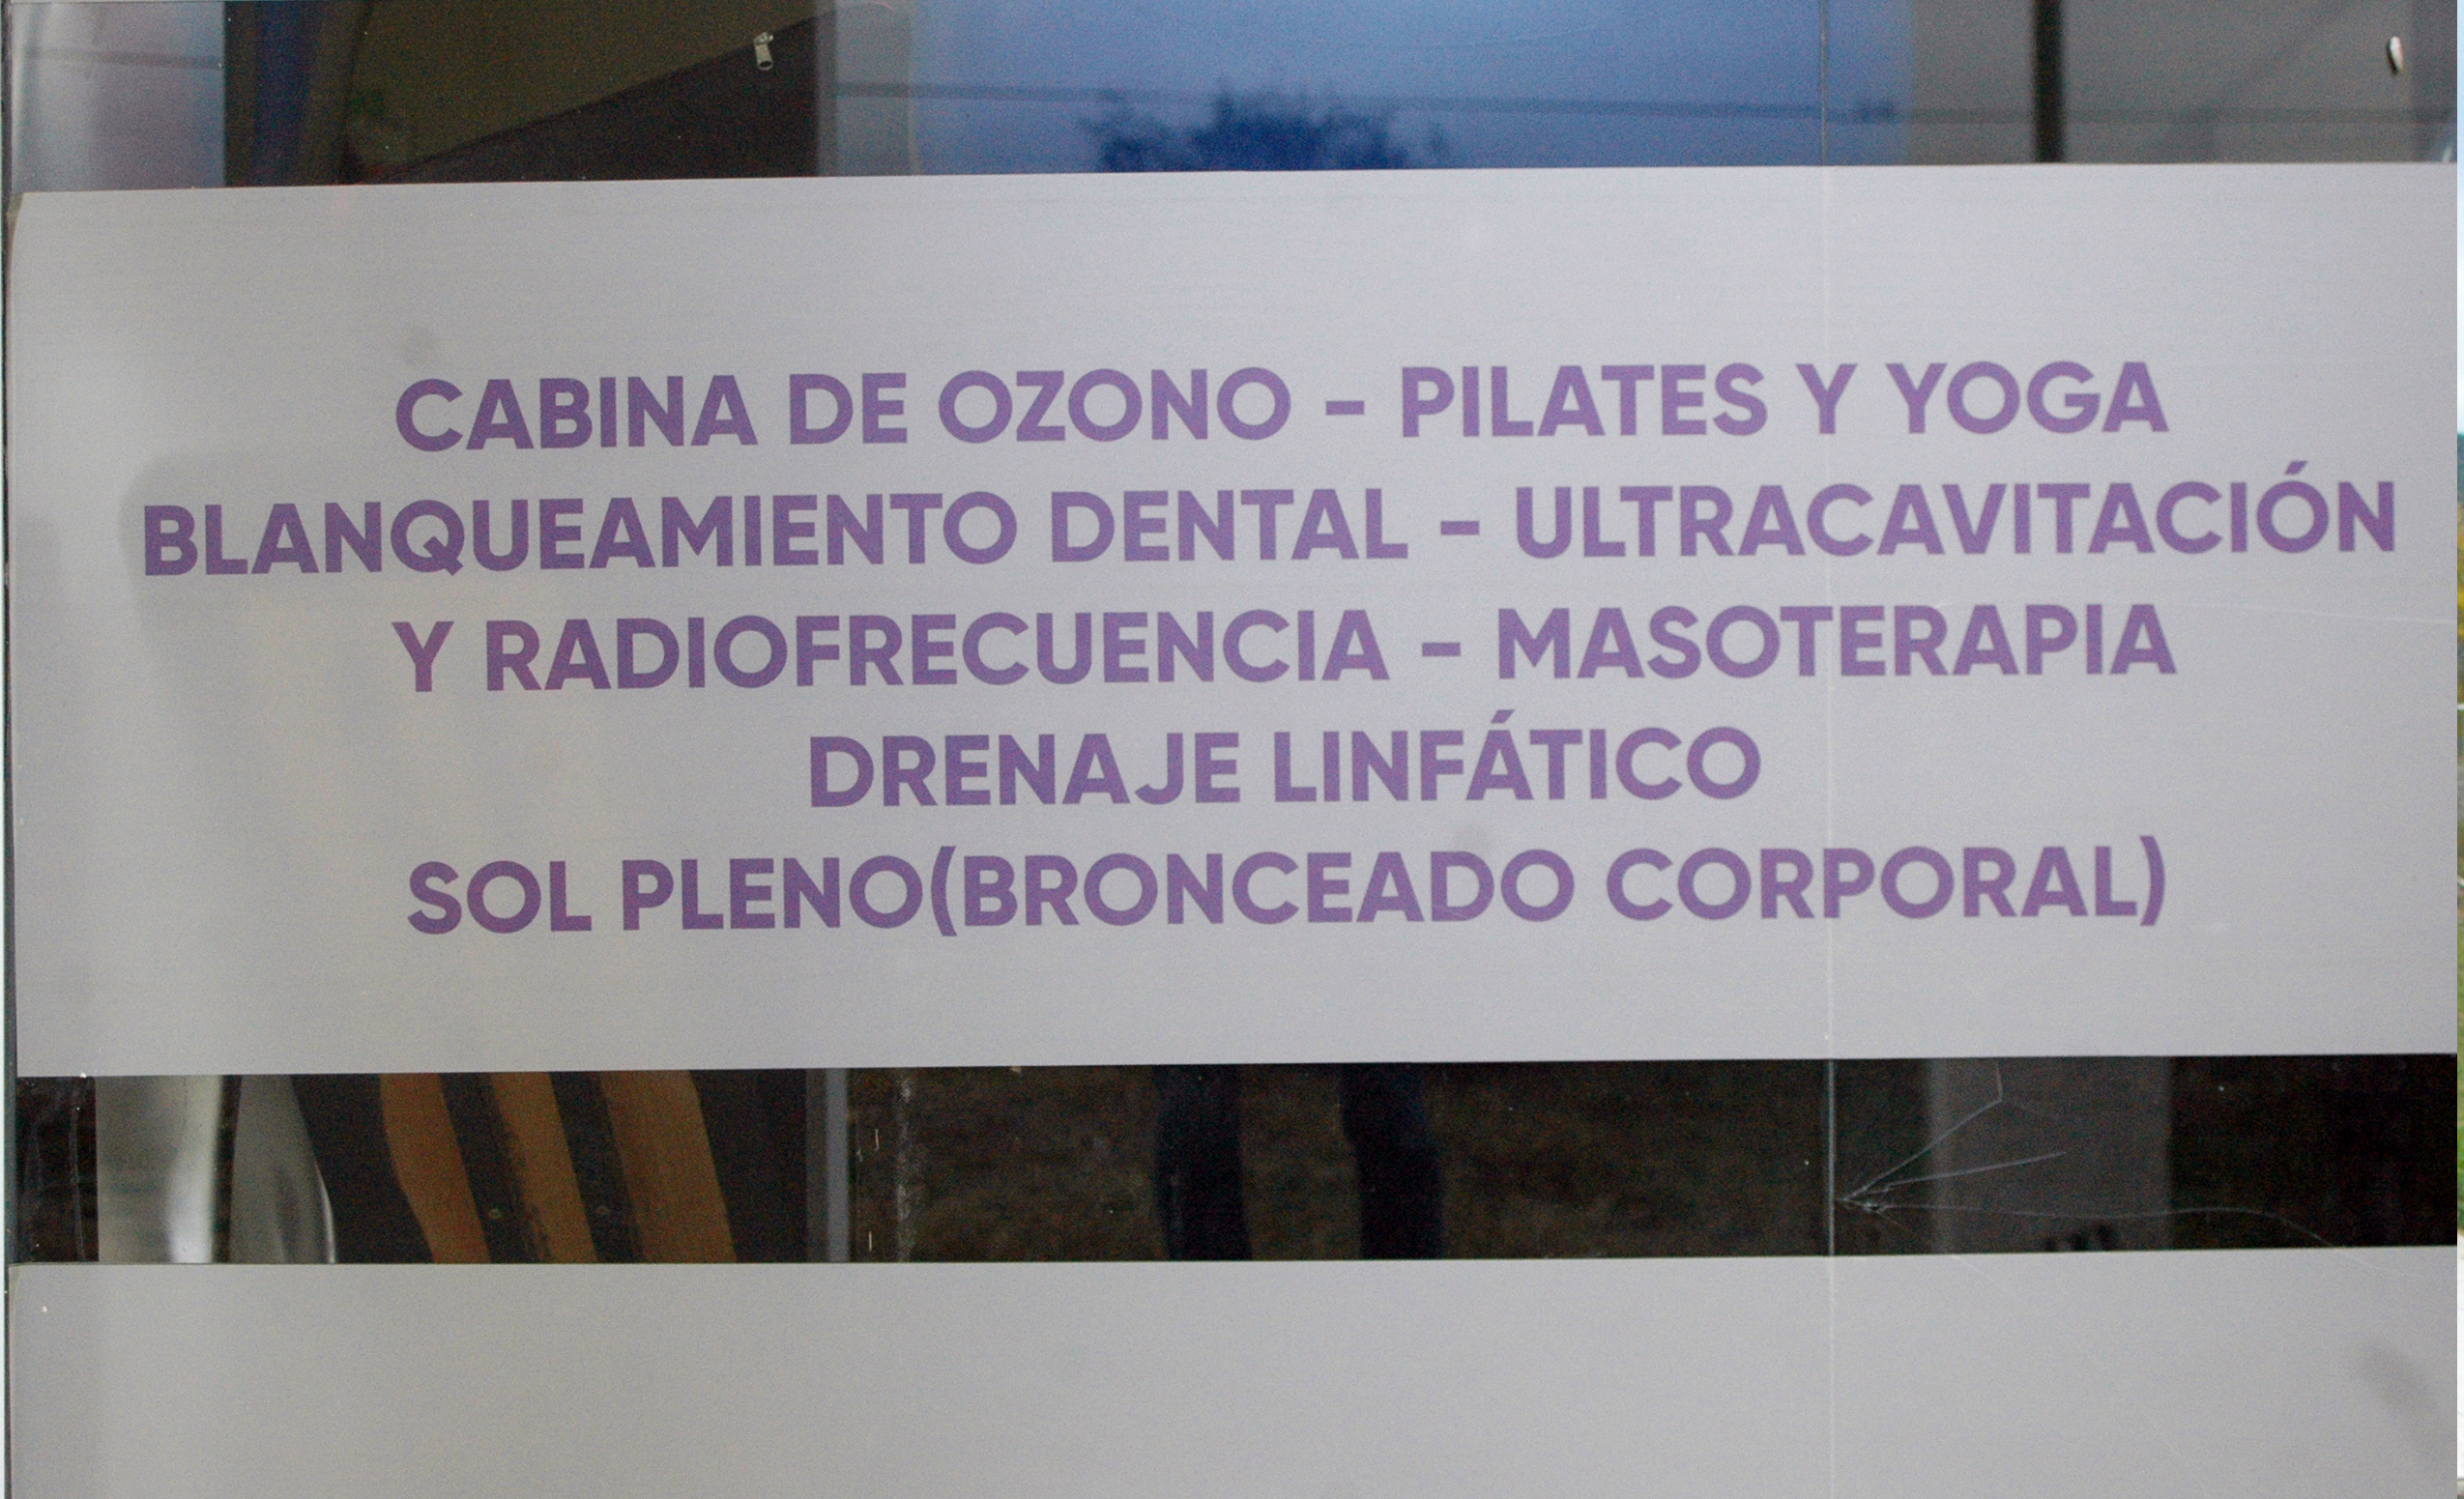 CABINA DE OZONO - PILATES Y YOGA
BLANQUEAMIENTO DENTAL - ULTRACAVITACIÓN
Y RADIOFRECUENCIA - MASOTERAPIA
DRENAJE LINFÁTICO
SOL PLENO(BRONCEADO CORPORAL)